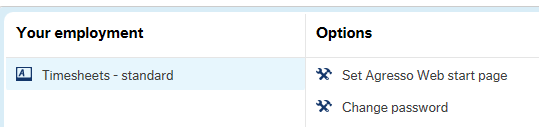 Your employment
Options
Timesheets - standard
Set Agresso Web start page
Change password